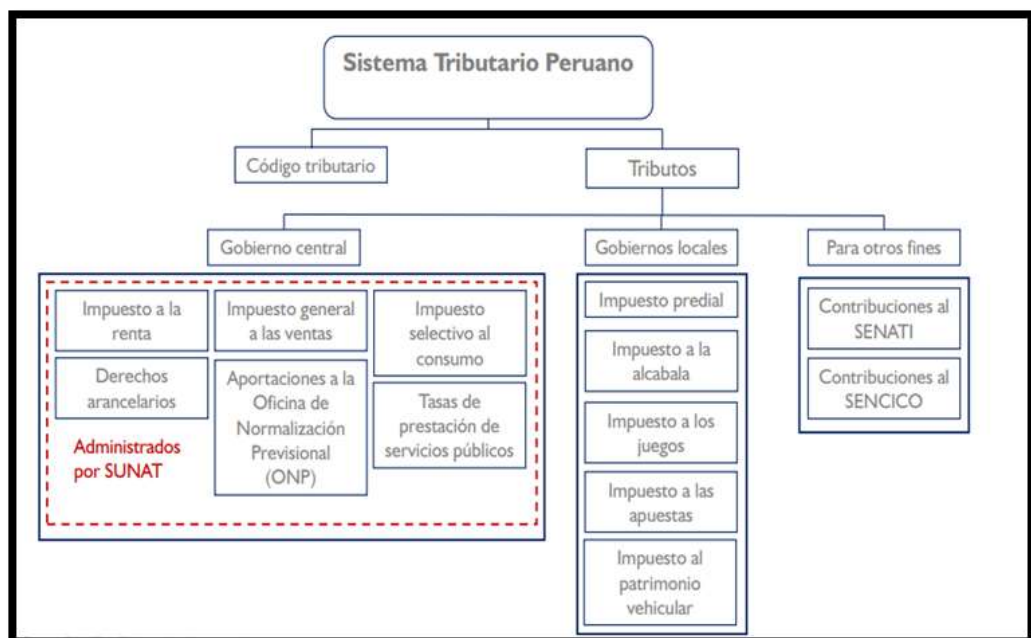 Sistema Tributario Peruano
Código tributario
Tributos
Gobierno central
Gobiernos locales
Para otros fines
Impuesto a la
renta
Impuesto general
a las ventas
Impuesto
selectivo al
consumo
Derechos
arancelarios
Aportaciones a la
Oficina de
Normalización
Previsional
(ONP)
Tasas de
prestación de
servicios públicos
Administrados
por SUNAT
Impuesto predial
Impuesto a la
alcabala
Impuesto a los
juegos
Impuesto a las
apuestas
Impuesto al
patrimonio
vehicular
Contribuciones al
SENATI
Contribuciones al
SENCICO